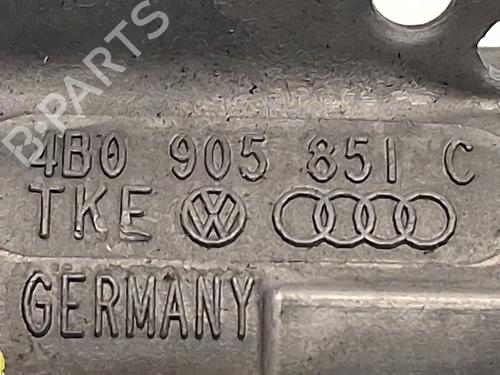 B-PARTS
4B0 905 851 C
TKE
GERMANY